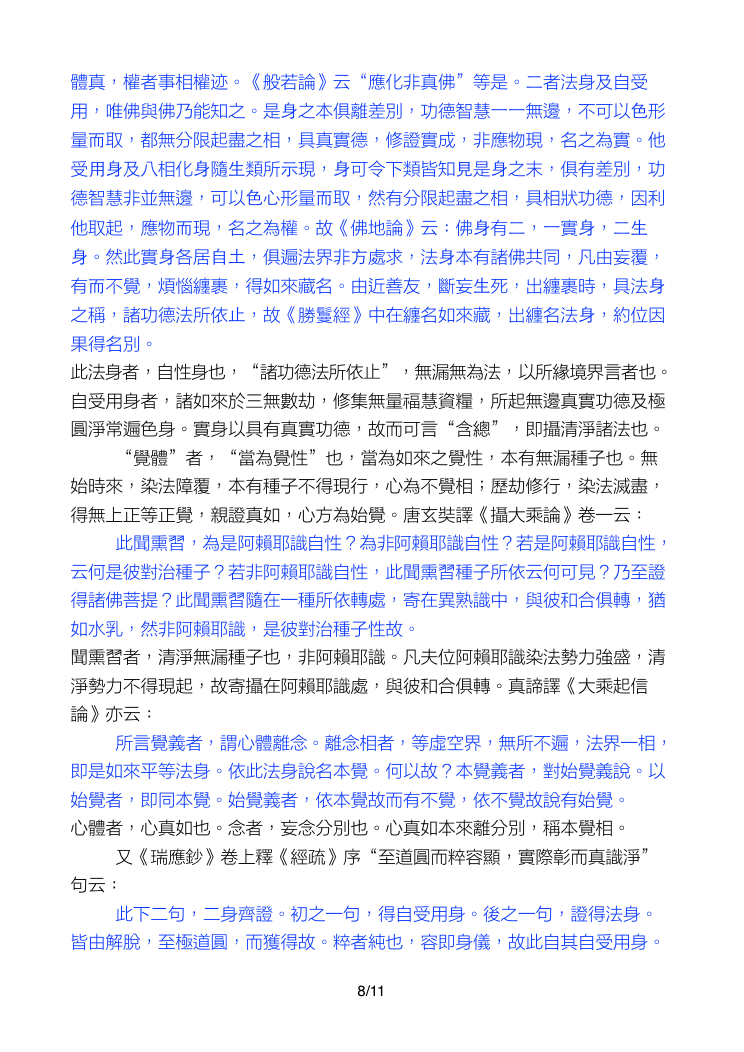 體真，權者事相權迹。《般若論》云“應化非真佛”等是。二者法身及自受
用，唯佛與佛乃能知之。是身之本俱離差別，功德智慧一一無邊，不可以色形
量而取，都無分限起盡之相，具真實德，修證實成，非應物現，名之為實。他
受用身及八相化身隨生類所示現，身可令下類皆知見是身之末，俱有差別，功
德智慧非並無邊，可以色心形量而取，然有分限起盡之相，具相狀功德，因利
他取起，應物而現，名之為權。故《佛地論》云：佛身有二，一實身，二生
身。然此實身各居自土，俱遍法界非方處求，法身本有諸佛共同，凡由妄覆，
有而不覺，煩惱纏裹，得如來藏名。由近善友，斷妄生死，出纏裹時，具法身
之稱，諸功德法所依止，故《勝鬘經》中在纏名如來藏，出纏名法身，約位因
果得名別。
此法身者，自性身也，“諸功德法所依止”，無漏無為法，以所緣境界言者也。
自受用身者，諸如來於三無數劫，修集無量福慧資糧，所起無邊真實功德及極
圓淨常遍色身。實身以具有真實功德，故而可言“含總”，即攝清淨諸法也。
“覺體”者，“當為覺性”也，當為如來之覺性，本有無漏種子也。無
始時來，染法障覆，本有種子不得現行，心為不覺相；歷劫修行，染法滅盡，
得無上正等正覺，親證真如，心方為始覺。唐玄奘譯《攝大乘論》卷一云：
此聞熏習，為是阿賴耶識自性？為非阿賴耶識自性？若是阿賴耶識自性，
云何是彼對治種子？若非阿賴耶識自性，此聞熏習種子所依云何可見？乃至證
得諸佛菩提？此聞熏習隨在一種所依轉處，寄在異熟識中，與彼和合俱轉，猶
如水乳，然非阿賴耶識，是彼對治種子性故。
聞熏習者，清淨無漏種子也，非阿賴耶識。凡夫位阿賴耶識染法勢力強盛，清
淨勢力不得現起，故寄攝在阿賴耶識處，與彼和合俱轉。真諦譯《大乘起信
論》亦云：
所言覺義者，謂心體離念。離念相者，等虛空界，無所不遍，法界一相，
即是如來平等法身。依此法身說名本覺。何以故？本覺義者，對始覺義說。以
始覺者，即同本覺。始覺義者，依本覺故而有不覺，依不覺故說有始覺。
心體者，心真如也。念者，妄念分別也。心真如本來離分別，稱本覺相。
又《瑞應鈔》卷上釋《經疏》序“至道圓而粹容顯，實際彰而真識淨”
句云：
此下二句，二身齊證。初之一句，得自受用身。後之一句，證得法身。
皆由解脫，至極道圓，而獲得故。粹者純也，容即身儀，故此自其自受用身。
8/11